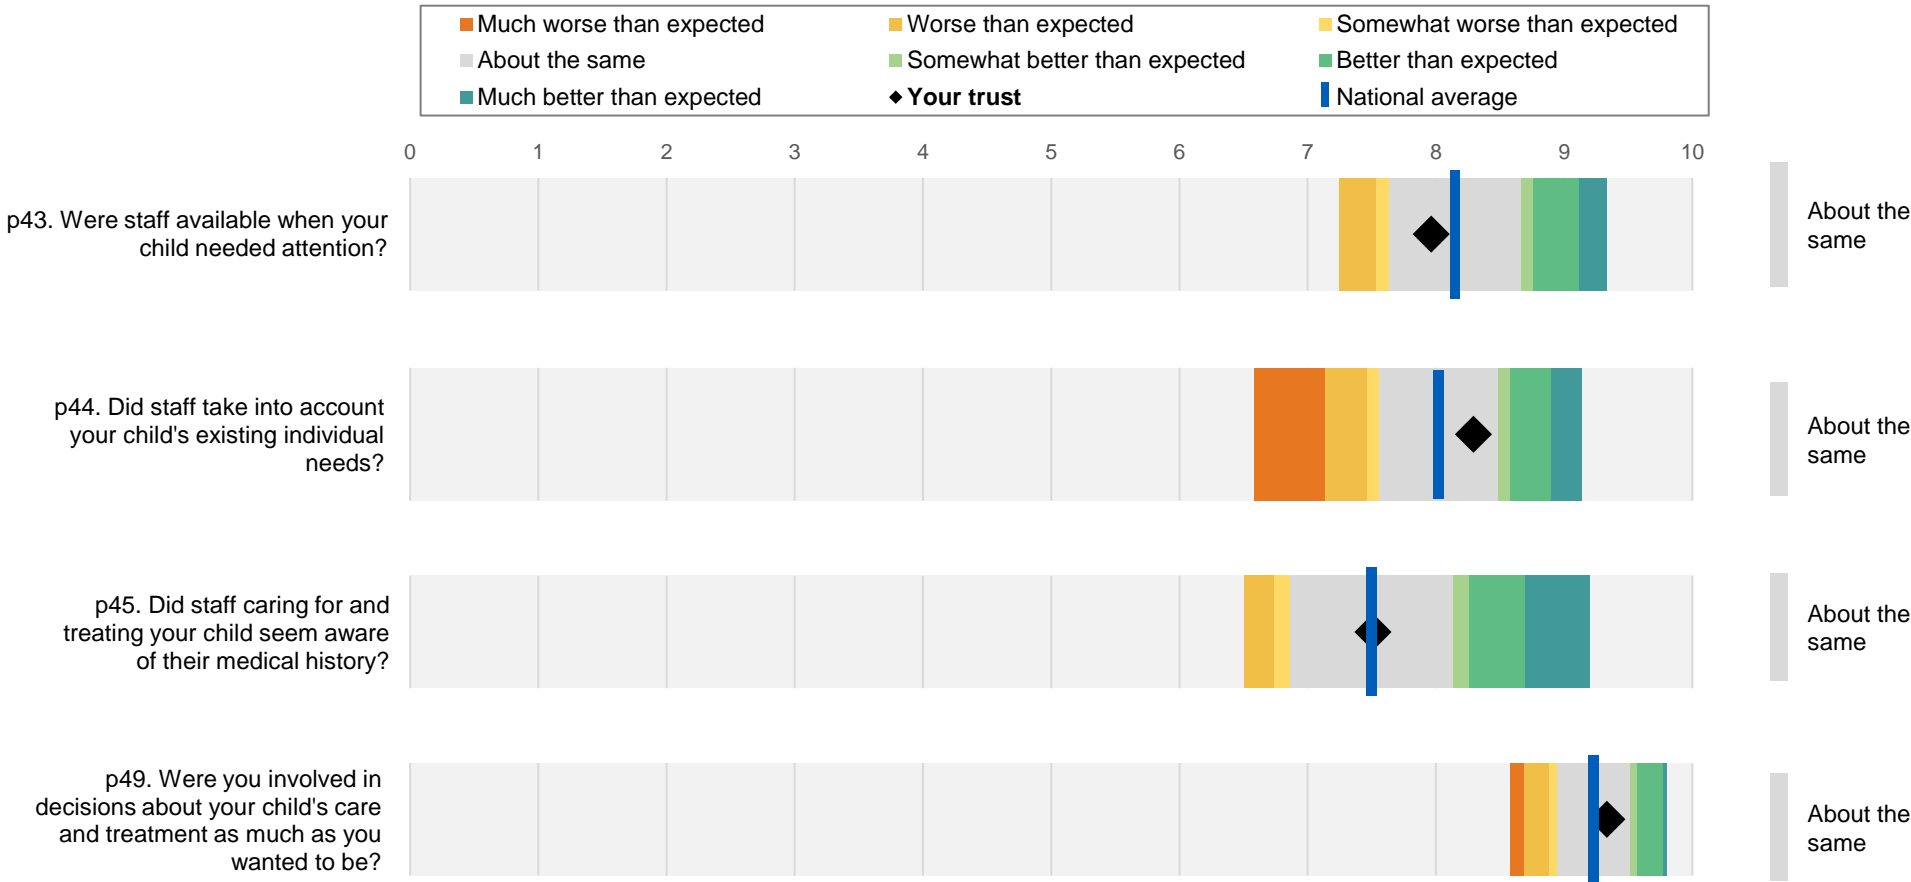 Much worse than expected
Worse than expected
Somewhat worse than expected
About the same
Somewhat better than expected
Better than expected
Much better than expected
Your trust
National average
0 1 2 3 4 5 6 7 8 9 10
p43. Were staff available when your
child needed attention?
About the
same
p44. Did staff take into account
your child's existing individual
needs?
About the
same
p45. Did staff caring for and
treating your child seem aware
of their medical history?
About the
same
p49. Were you involved in
decisions about your child's care
and treatment as much as you
wanted to be?
About the
same